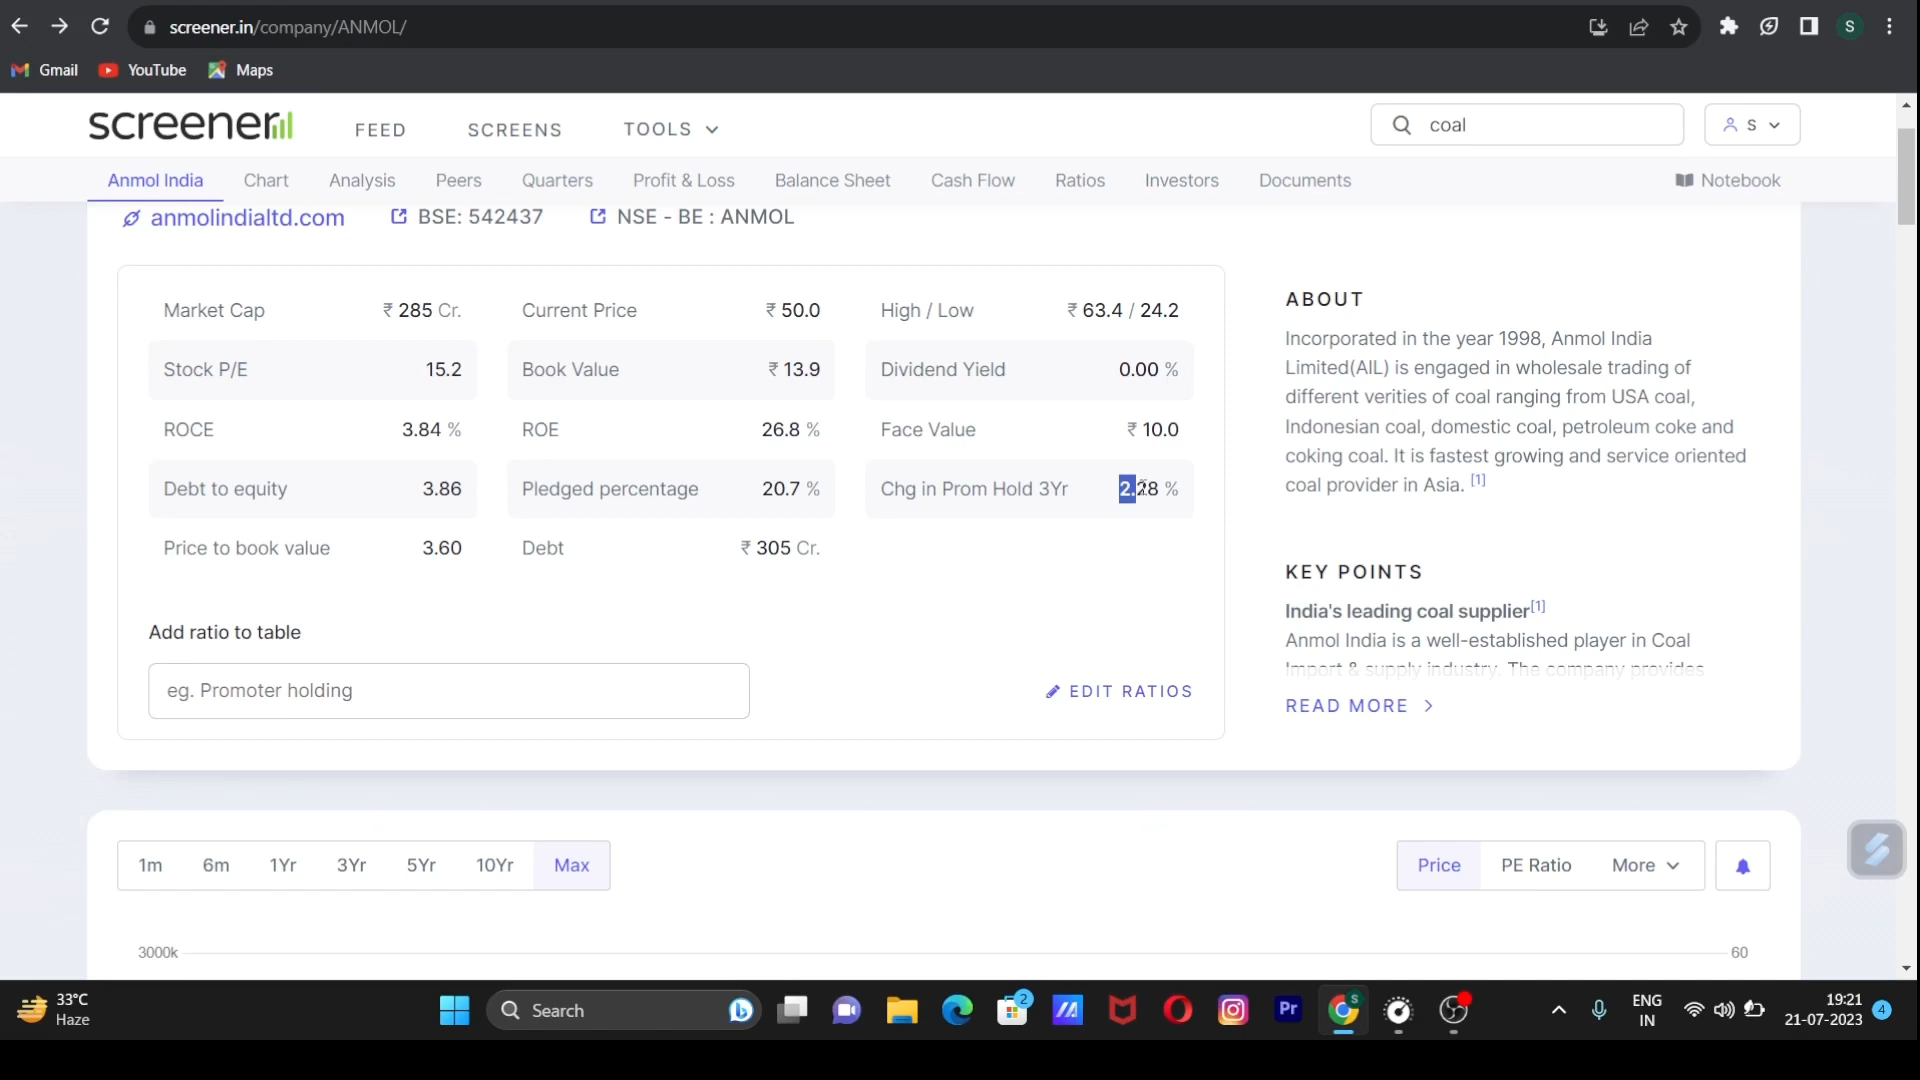 screener.in/company/ANMOL/
S
Gmail YouTube Maps
screener FEED SCREENS TOOLS coal S
Anmol India Chart Analysis Peers Quarters Profit & Loss Balance Sheet Cash Flow Ratios Investors Documents Notebook
anmolindialtd.com BSE: 542437 NSE - BE : ANMOL
Market Cap ₹ 285 Cr. Current Price ₹ 50.0 High / Low ₹ 63.4 / 24.2
Stock P/E 15.2 Book Value ₹ 13.9 Dividend Yield 0.00 %
ROCE 3.84 % ROE 26.8 % Face Value ₹ 10.0
Debt to equity 3.86 Pledged percentage 20.7 % Chg in Prom Hold 3Yr 2.28 %
Price to book value 3.60 Debt ₹ 305 Cr.
Add ratio to table
eg. Promoter holding
EDIT RATIOS
ABOUT
Incorporated in the year 1998, Anmol India
Limited(AIL) is engaged in wholesale trading of
different verities of coal ranging from USA coal,
Indonesian coal, domestic coal, petroleum coke and
coking coal. It is fastest growing and service oriented
coal provider in Asia. [1]
KEY POINTS
India's leading coal supplier[1]
Anmol India is a well-established player in Coal
Import & supply industry. The company provides
READ MORE
1m 6m 1Yr 3Yr 5Yr 10Yr Max Price PE Ratio More
3000k 60
33°C
Haze
Search
2
Pr
S
ENG
IN
19:21
21-07-2023
4